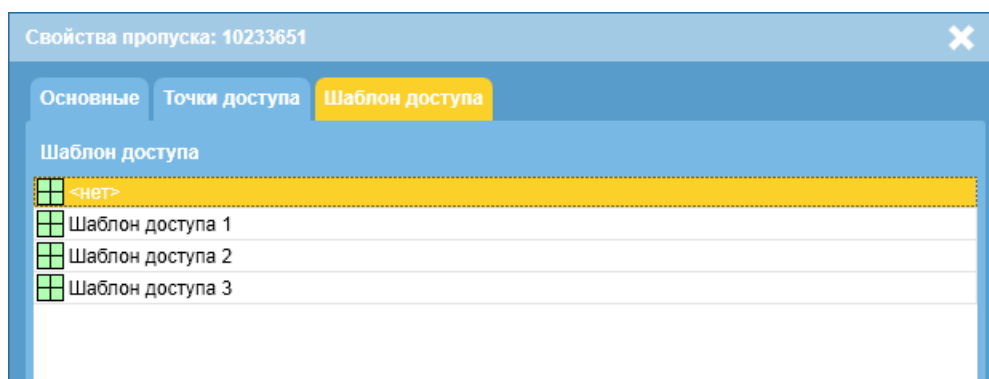 Свойства пропуска: 10233651
Основные Точки доступа Шаблон доступа
Шаблон доступа
<нет>
Шаблон доступа 1
Шаблон доступа 2
Шаблон доступа 3